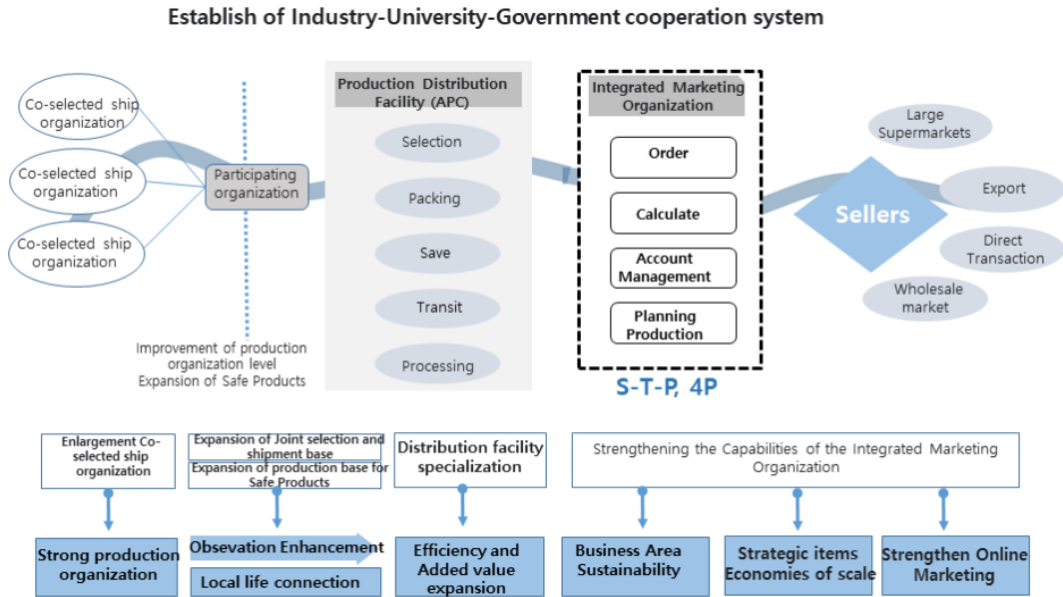 Establish of Industry-University-Government cooperation system
Co-selected ship
organization
Co-selected ship
organization
Co-selected ship
organization
Participating
organization
Improvement of production
organization level
Expansion of Safe Products
Production Distribution
Facility (APC)
Selection
Packing
Save
Transit
Processing
Integrated Marketing
Organization
Order
Calculate
Account
Management
Planning
Production
S-T-P, 4P
Sellers
Large
Supermarkets
Export
Direct
Transaction
Wholesale
market
Enlargement Co-
selected ship
organization
Expansion of Joint selection and
shipment base
Expansion of production base for
Safe Products
Distribution facility
specialization
Strengthening the Capabilities of the Integrated Marketing
Organization
Strong production
organization
Obsevation Enhancement
Local life connection
Efficiency and
Added value
expansion
Business Area
Sustainability
Strategic items
Economies of scale
Strengthen Online
Marketing